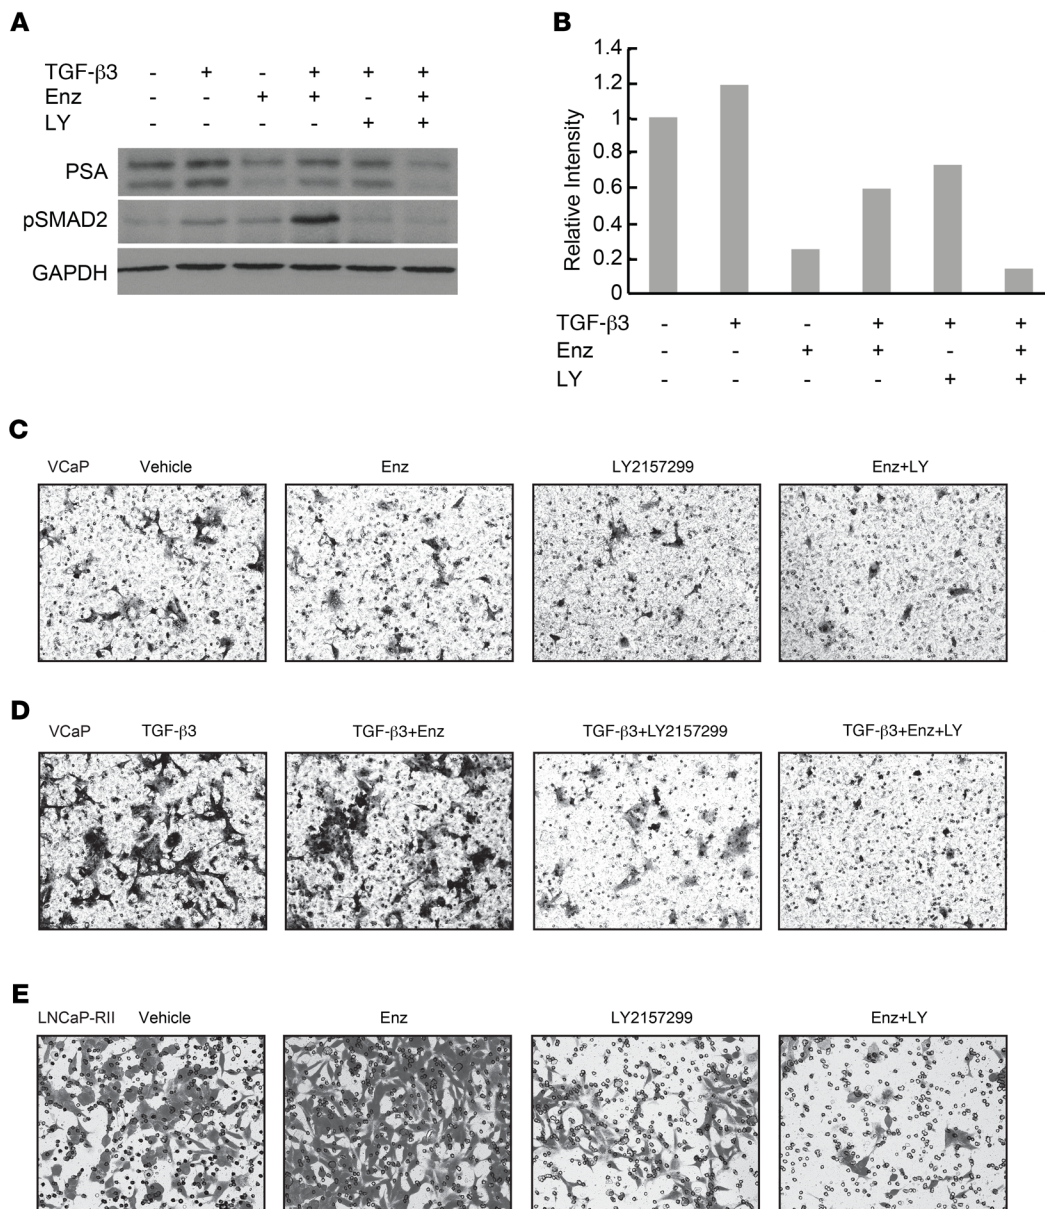 A
TGF-β3 - + - + + +
Enz - - + + - +
LY - - - - + +
PSA
pSMAD2
GAPDH
B
1.4
1.2
1
0.8
0.6
0.4
0.2
0
Relative Intensity
TGF-β3 - + - + + +
Enz - - + + - +
LY - - - - + +
C
VCaP Vehicle Enz LY2157299 Enz+LY
D
VCaP TGF-β3 TGF-β3+Enz TGF-β3+LY2157299 TGF-β3+Enz+LY
E
LNCaP-RII Vehicle Enz LY2157299 Enz+LY